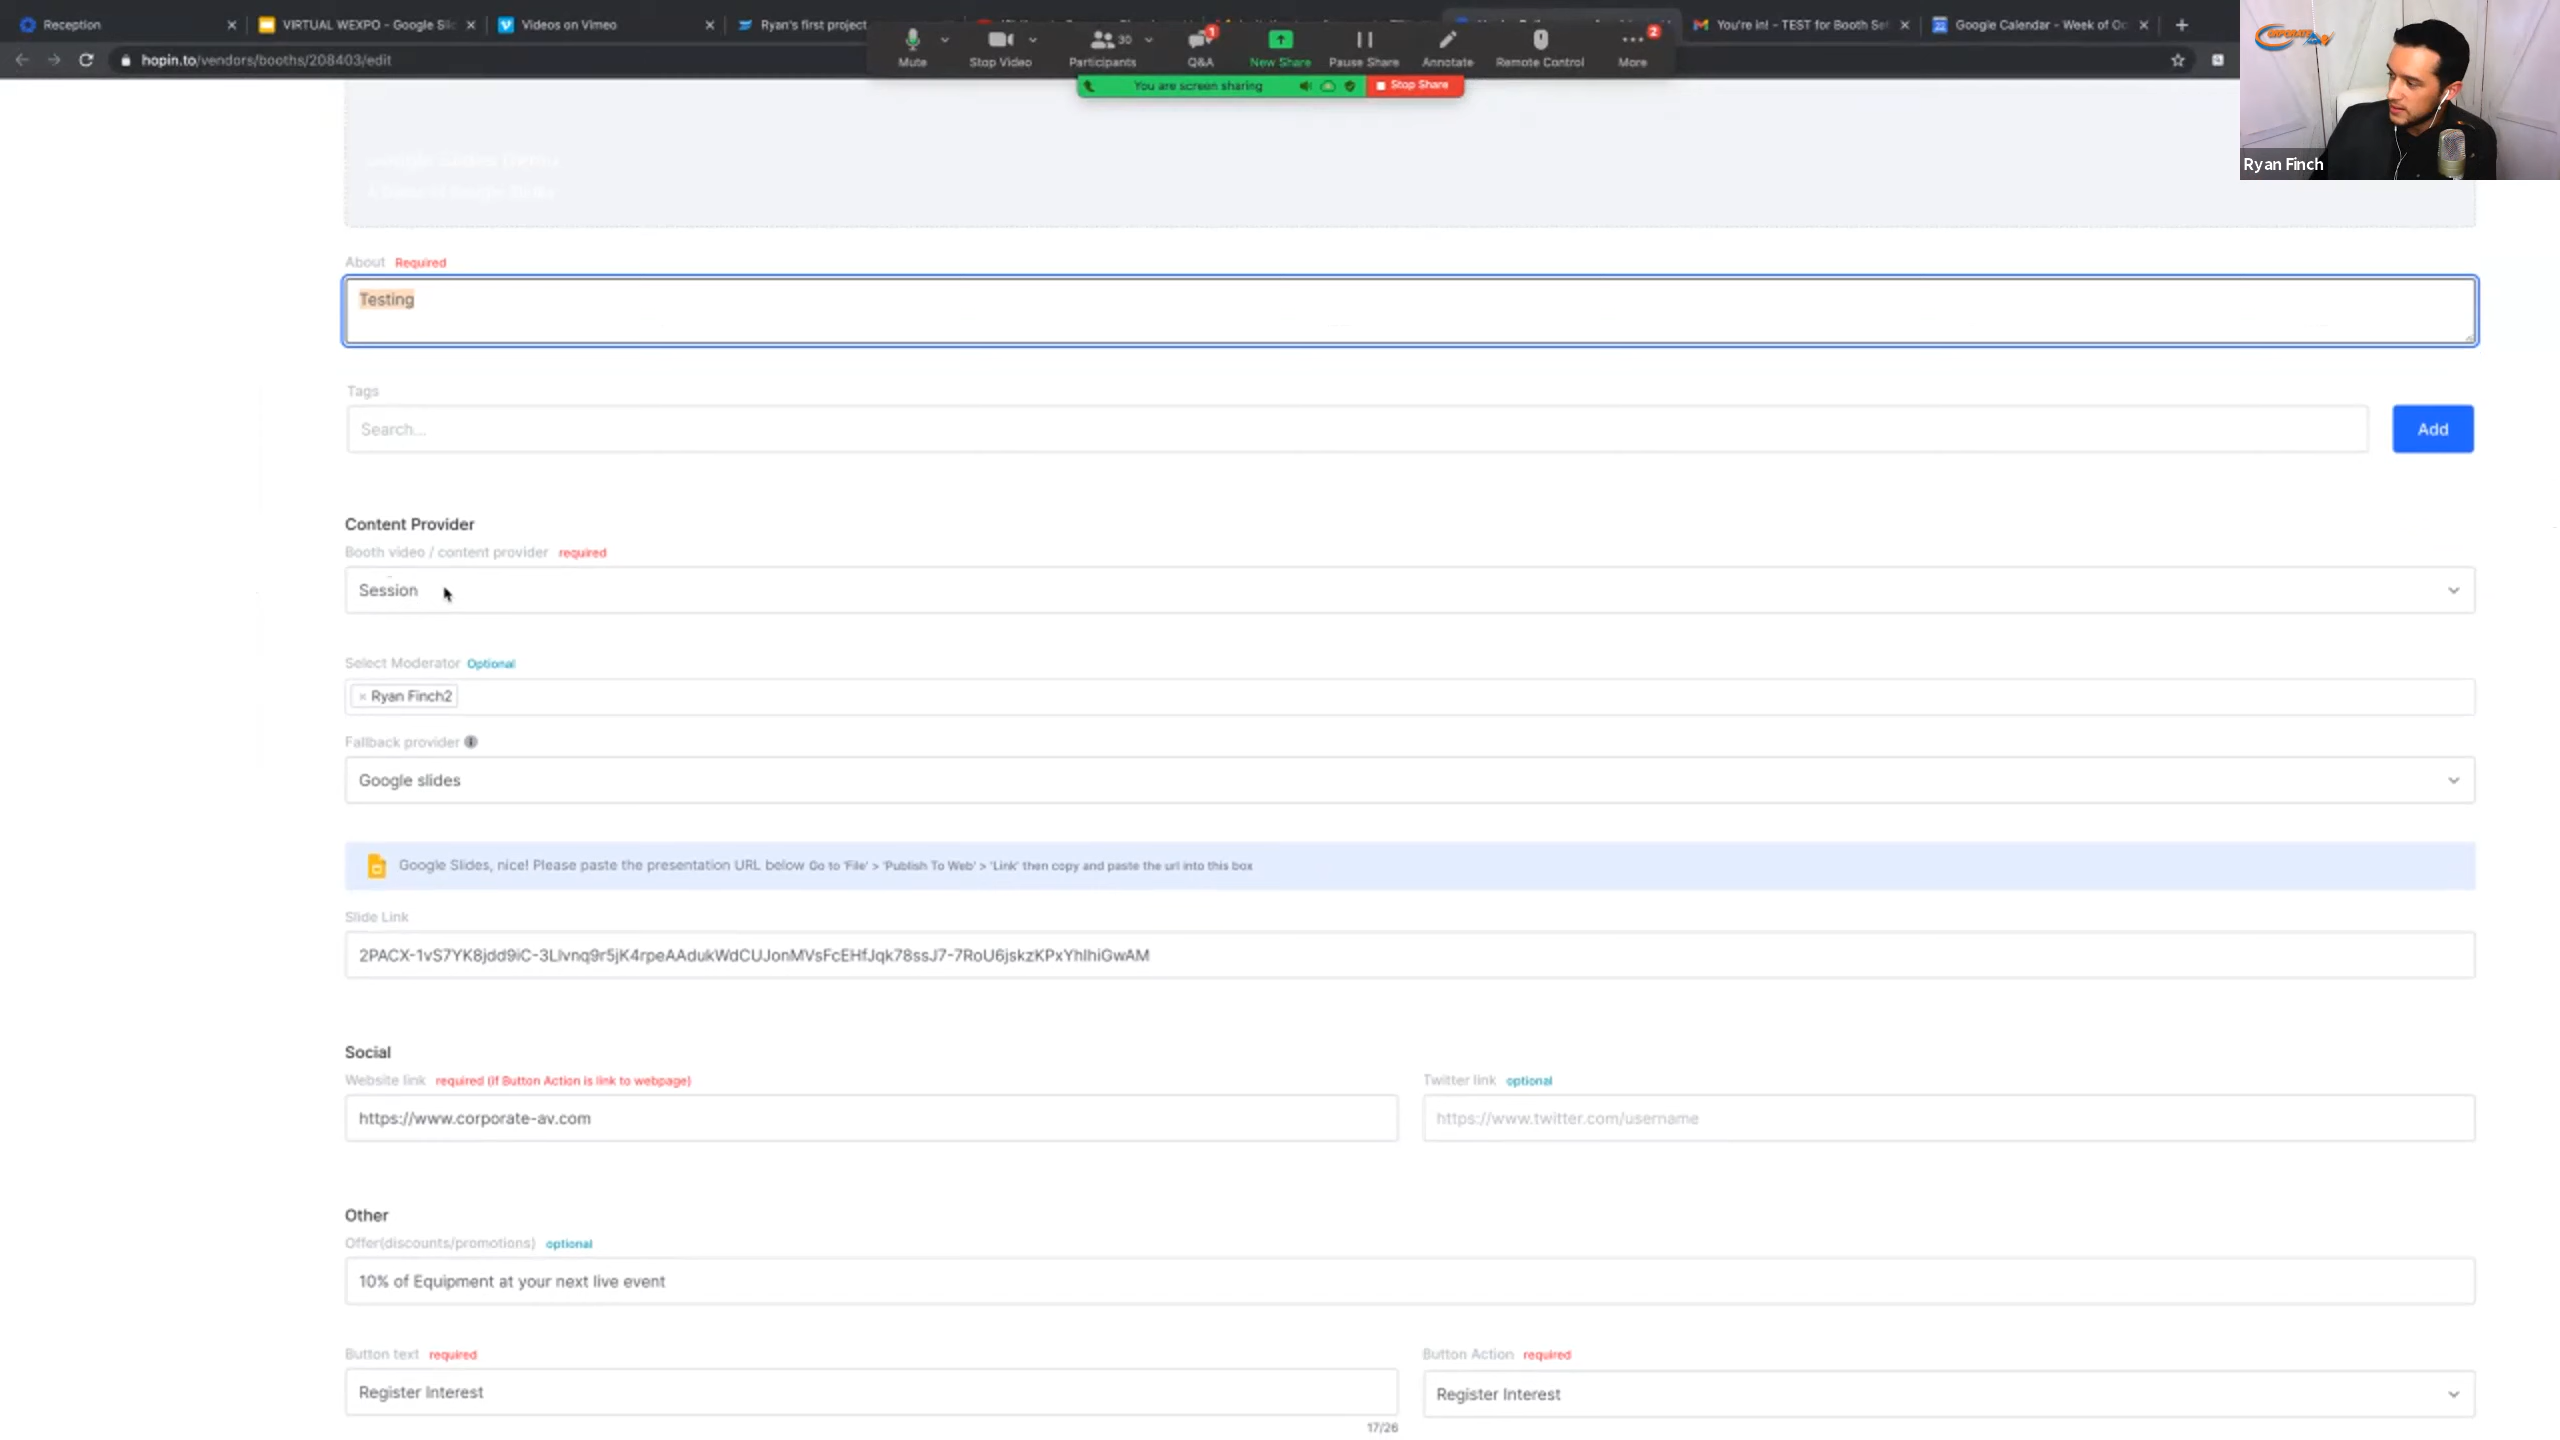 Reception
VIRTUAL WEXPO - Google Slic
Videos on Vimeo
Ryan's first project
You're in! - TEST for Booth Set
Google Calendar - Week of Oc
hopin.to/vendors/booths/208403/edit
Mute
Stop Video
30
Participants
1
Q&A
New Share
Pause Share
Annotate
Remote Control
2
More
You are screen sharing
Stop Share
CORPORATE
Ryan Finch
About Required
Testing
Tags
Search...
Add
Content Provider
Booth video / content provider required
Session
Select Moderator Optional
× Ryan Finch2
Fallback provider
Google slides
Google Slides, nice! Please paste the presentation URL below Go to 'File' > 'Publish To Web' > 'Link' then copy and paste the url into this box
Slide Link
2PACX-1vS7YK8jdd9iC-3LIvnq9r5jK4rpeAAdukWdCUJonMVsFcEHfJqk78ssJ7-7RoU6jskzKPxYhIhiGwAM
Social
Website link required (if Button Action is link to webpage)
Twitter link optional
https://www.corporate-av.com
https://www.twitter.com/username
Other
Offer(discounts/promotions) optional
10% of Equipment at your next live event
Button text required
Button Action required
Register Interest
Register Interest
17/26